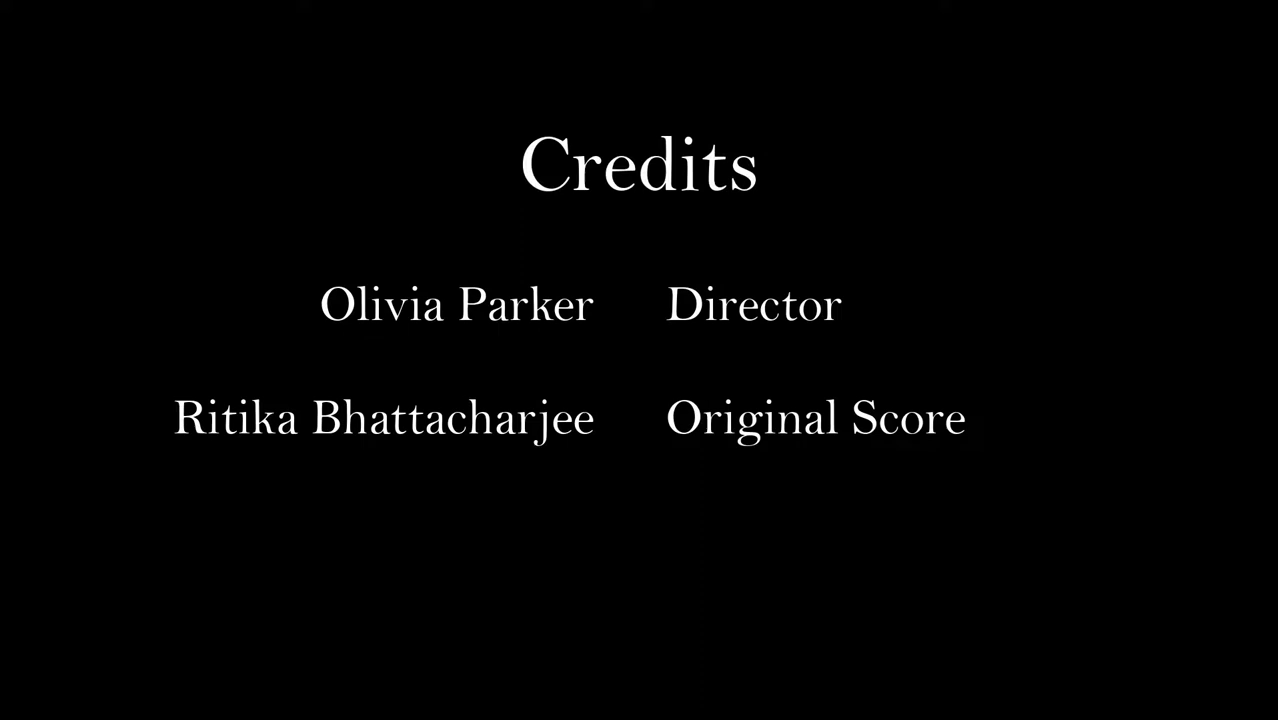 Credits
Olivia Parker Director
Ritika Bhattacharjee Original Score